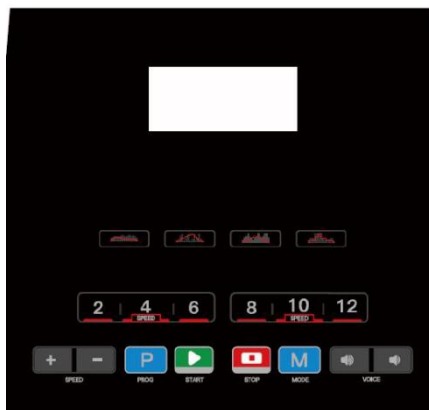 2 4 6 8 10 12
SPEED SPEED
+ - P M
SPEED PROG START STOP MODE VOICE